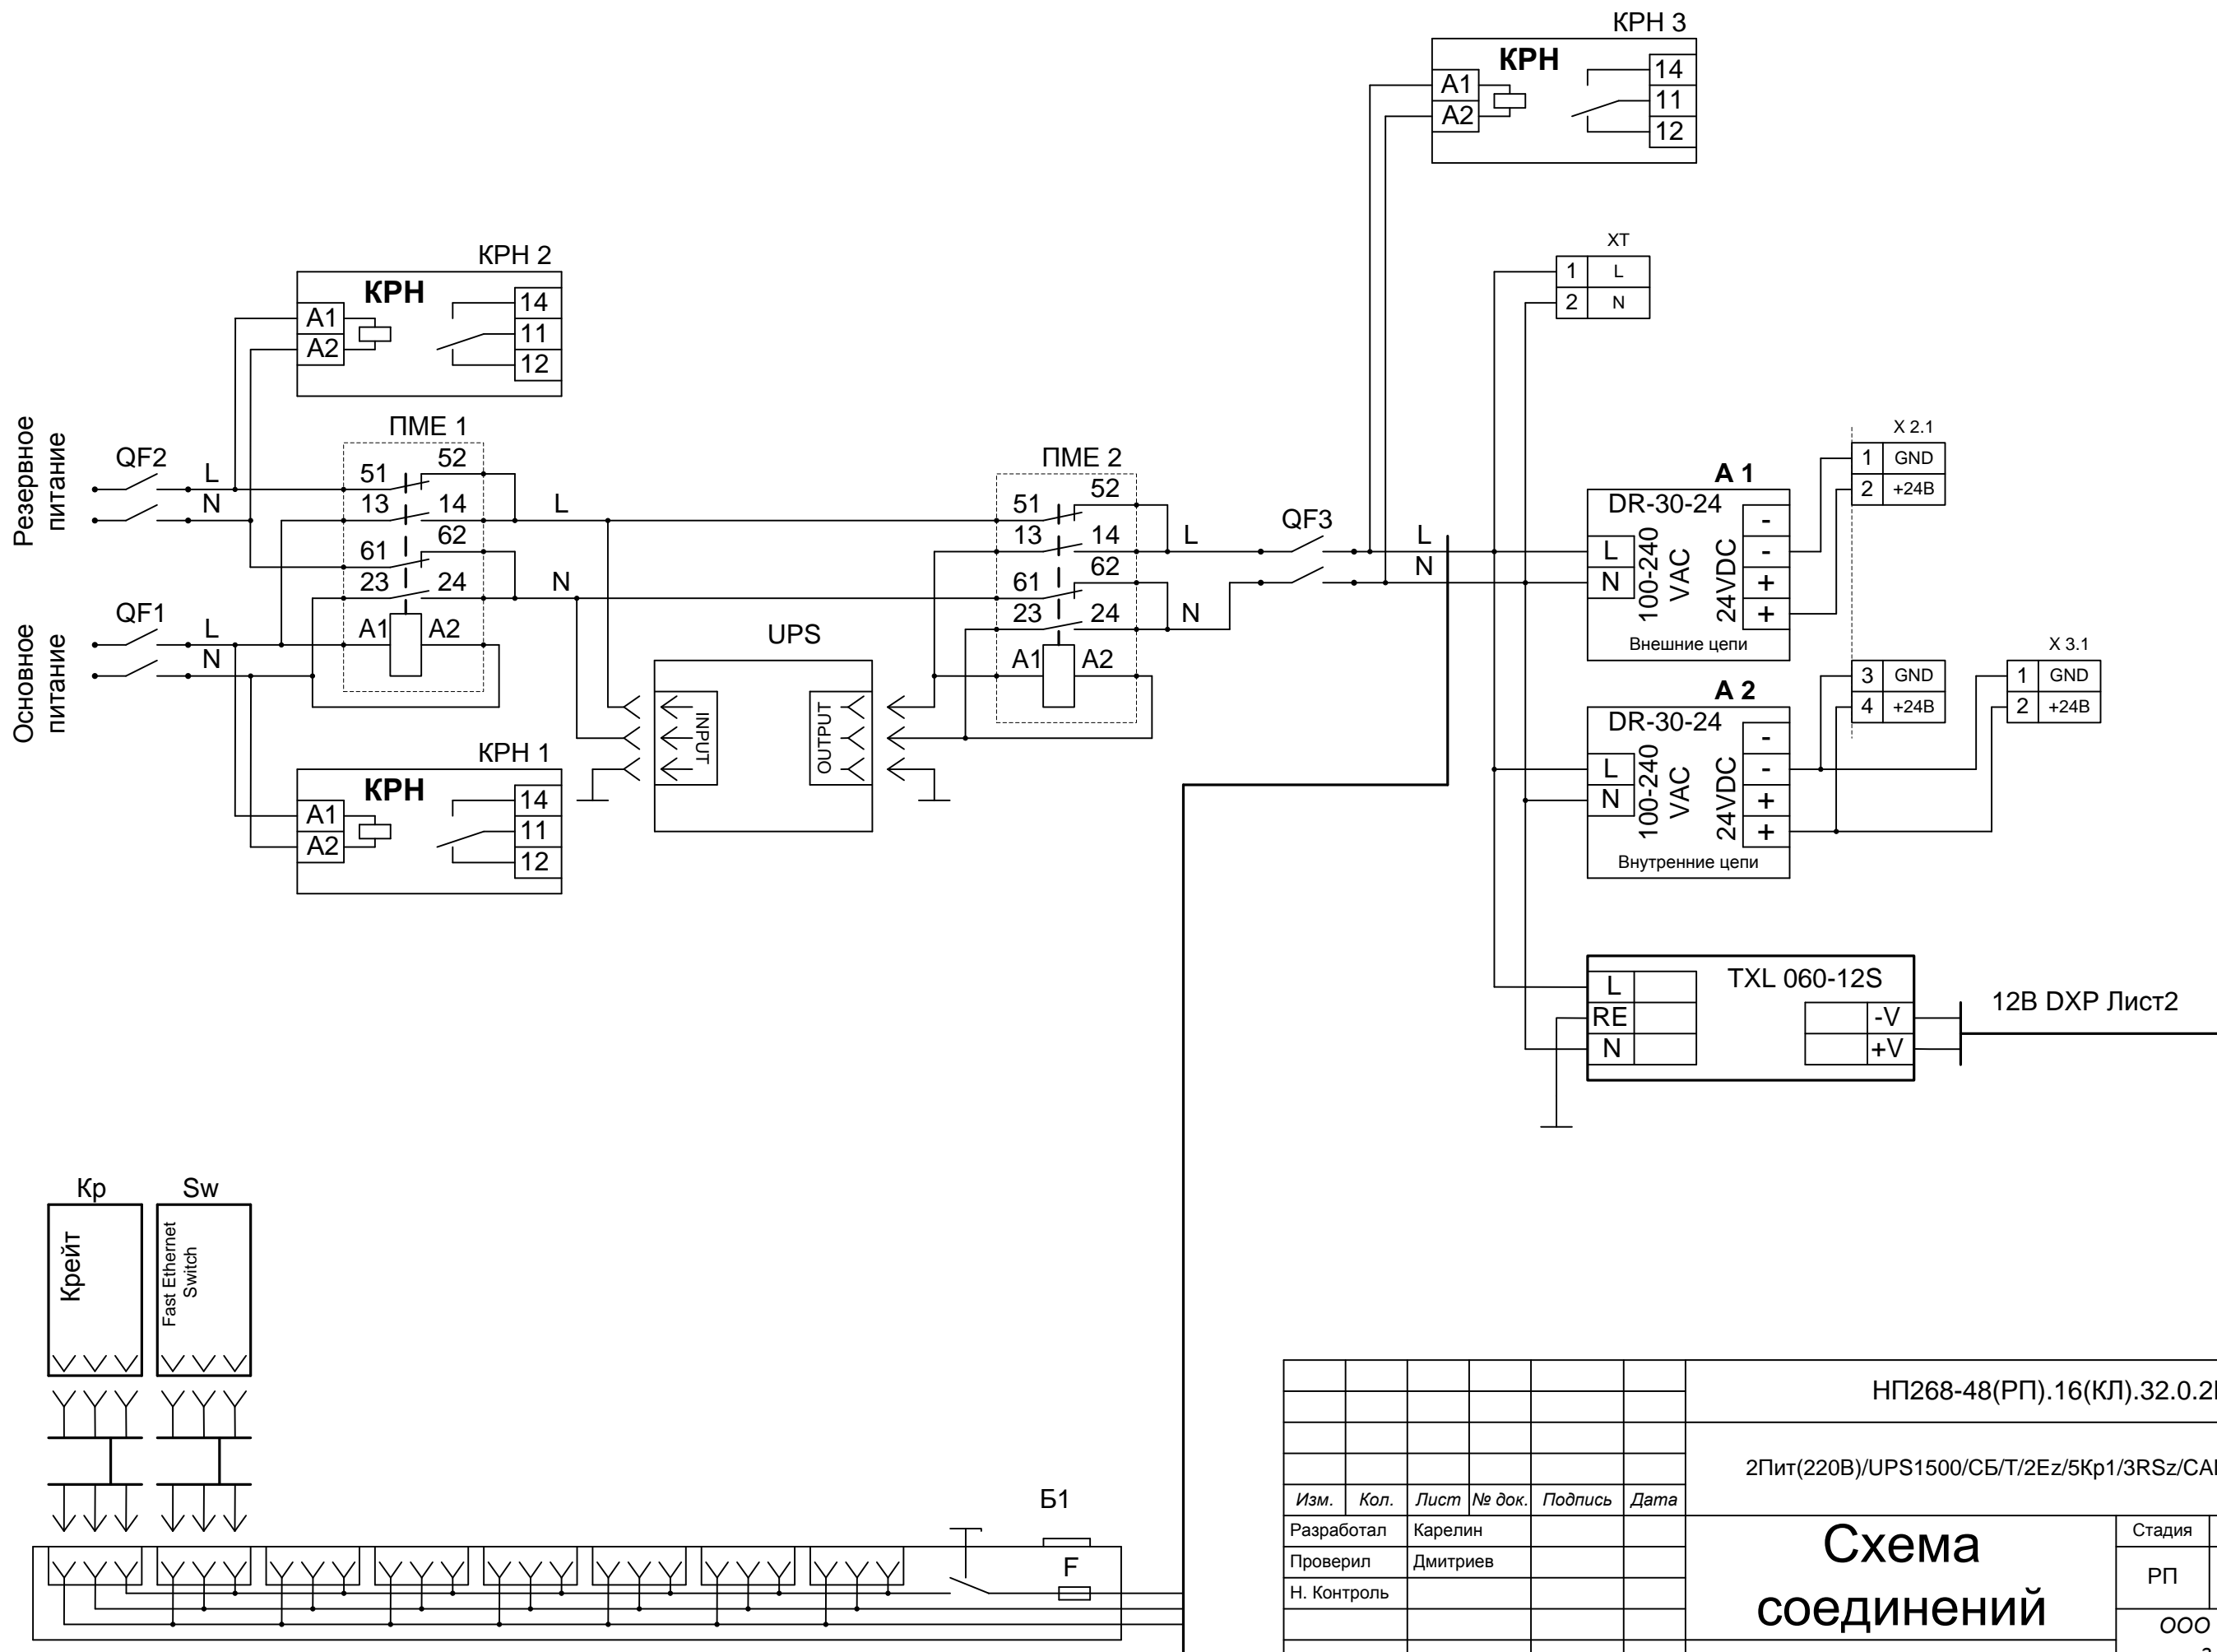 КРН 3
КРН
A1
A2
14
11
12
XT
1 L
2 N
КРН 2
КРН
A1
A2
14
11
12
Резервное
питание
QF2
L
N
ПМЕ 1
51 52
13 14
61 62
23 24
A1 A2
L
N
Основное
питание
QF1
L
N
КРН 1
КРН
A1
A2
14
11
12
UPS
INPUT
OUTPUT
ПМЕ 2
51 52
13 14
61 62
23 24
A1 A2
L
N
QF3
L
N
A 1
DR-30-24
L
N
100-240
VAC
24VDC
-
-
+
+
Внешние цепи
X 2.1
1 GND
2 +24В
3 GND
4 +24В
X 3.1
1 GND
2 +24В
A 2
DR-30-24
L
N
100-240
VAC
24VDC
-
-
+
+
Внутренние цепи
TXL 060-12S
L
RE
N
-V
+V
12В DXP Лист2
Кр
Крейт
Sw
Fast Ethernet
Switch
Б1
F
НП268-48(РП).16(КЛ).32.0.2
2Пит(220В)/UPS1500/СБ/Т/2Ez/5Кр1/3RSz/CA
Изм. Кол. Лист № док. Подпись Дата
Разработал Карелин
Проверил Дмитриев
Н. Контроль
Схема
соединений
Стадия
РП
ООО